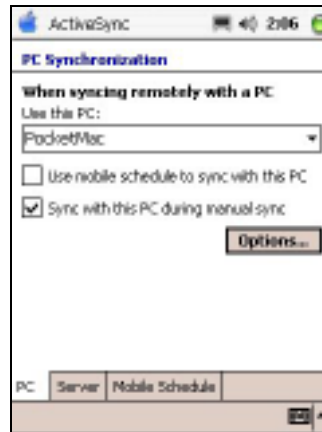 ActiveSync 2:06
PC Synchronization
When syncing remotely with a PC
Use this PC:
PocketMac
Use mobile schedule to sync with this PC
Sync with this PC during manual sync
Options...
PC Server Mobile Schedule